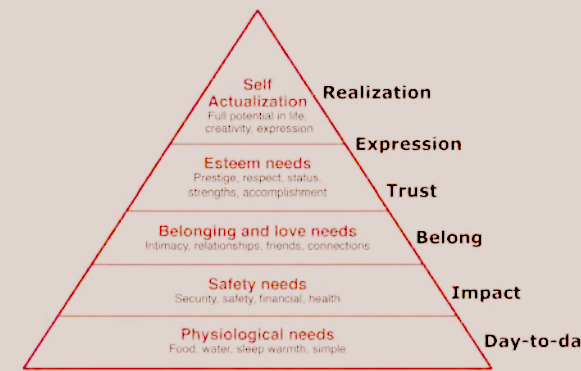 Self
Actualization
Full potential in life,
creativity, expression
Realization
Expression
Esteem needs
Prestige, respect, status,
strengths, accomplishment
Trust
Belonging and love needs
Intimacy, relationships, friends, connections
Belong
Safety needs
Security, safety, financial, health
Impact
Physiological needs
Food, water, sleep warmth, simple
Day-to-da